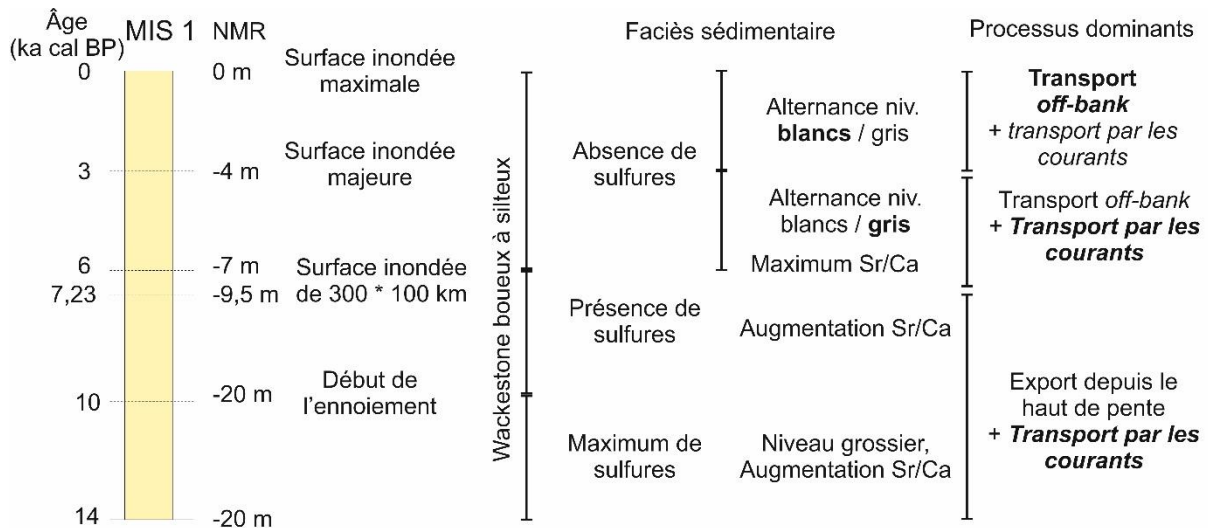 Âge
(ka cal BP)
MIS 1
NMR
Faciès sédimentaire
Processus dominants
0
0 m
Surface inondée
maximale
3
-4 m
Surface inondée
majeure
6
-7 m
7,23
-9,5 m
Surface inondée
de 300 * 100 km
10
-20 m
Début de
l'ennoiement
14
-20 m
Wackestone boueux à silteux
Absence de
sulfures
Présence de
sulfures
Maximum de
sulfures
Alternance niv.
blancs / gris
Alternance niv.
blancs / gris
Maximum Sr/Ca
Augmentation Sr/Ca
Niveau grossier,
Augmentation Sr/Ca
Transport
off-bank
+ transport par les
courants
Transport off-bank
+ Transport par les
courants
Export depuis le
haut de pente
+ Transport par les
courants